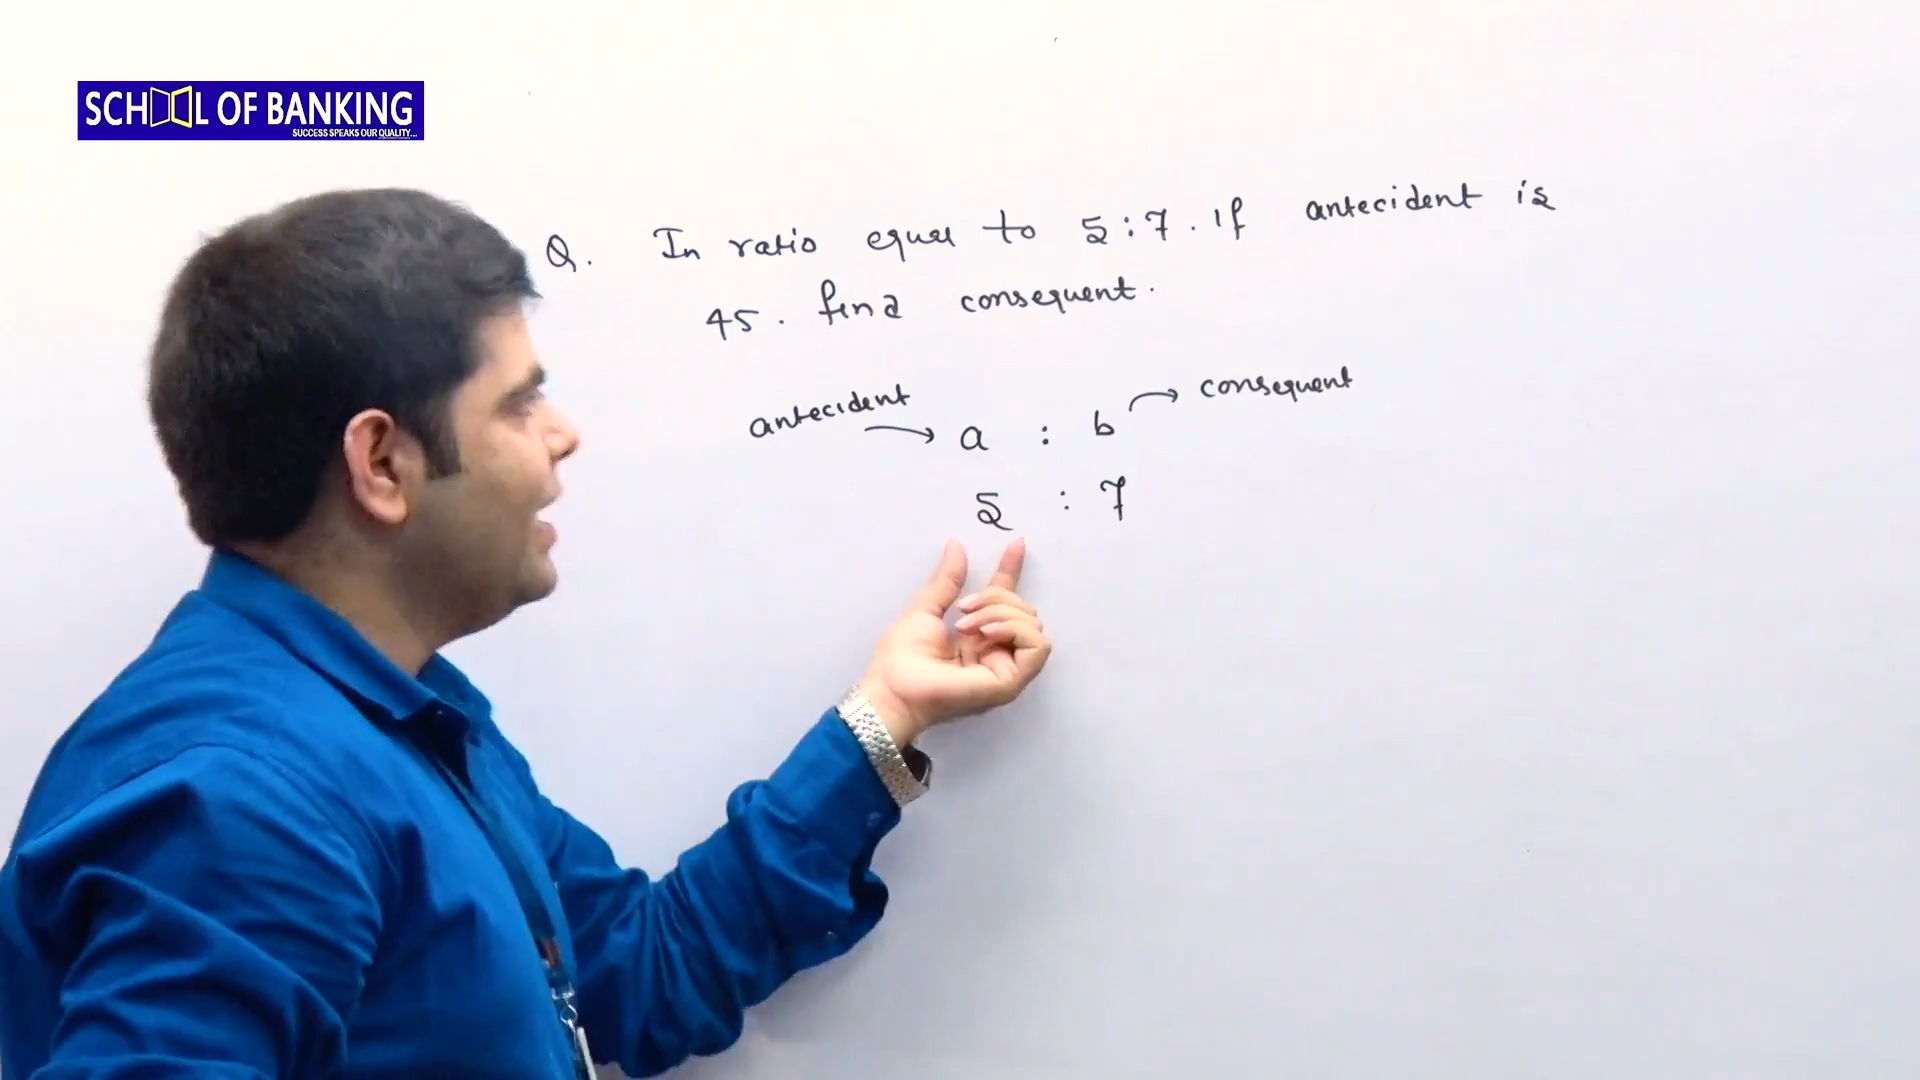 SCHOOL OF BANKING
SUCCESS SPEAKS OUR QUALITY...
Q. In ratio equal to 5:7. If antecident is
45. find consequent.
antecident → a : b → consequent
5 : 7